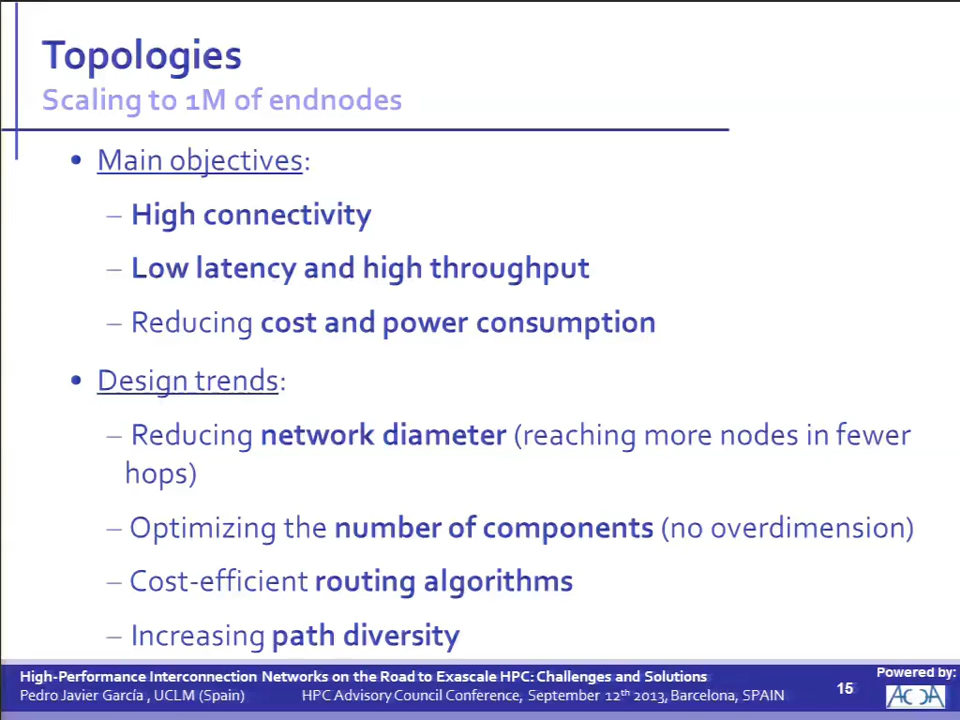 Topologies
Scaling to 1M of endnodes
• Main objectives:
– High connectivity
– Low latency and high throughput
– Reducing cost and power consumption
• Design trends:
– Reducing network diameter (reaching more nodes in fewer
hops)
– Optimizing the number of components (no overdimension)
– Cost-efficient routing algorithms
– Increasing path diversity
High-Performance Interconnection Networks on the Road to Exascale HPC: Challenges and Solutions
Pedro Javier García , UCLM (Spain) HPC Advisory Council Conference, September 12th 2013, Barcelona, SPAIN
15
Powered by: